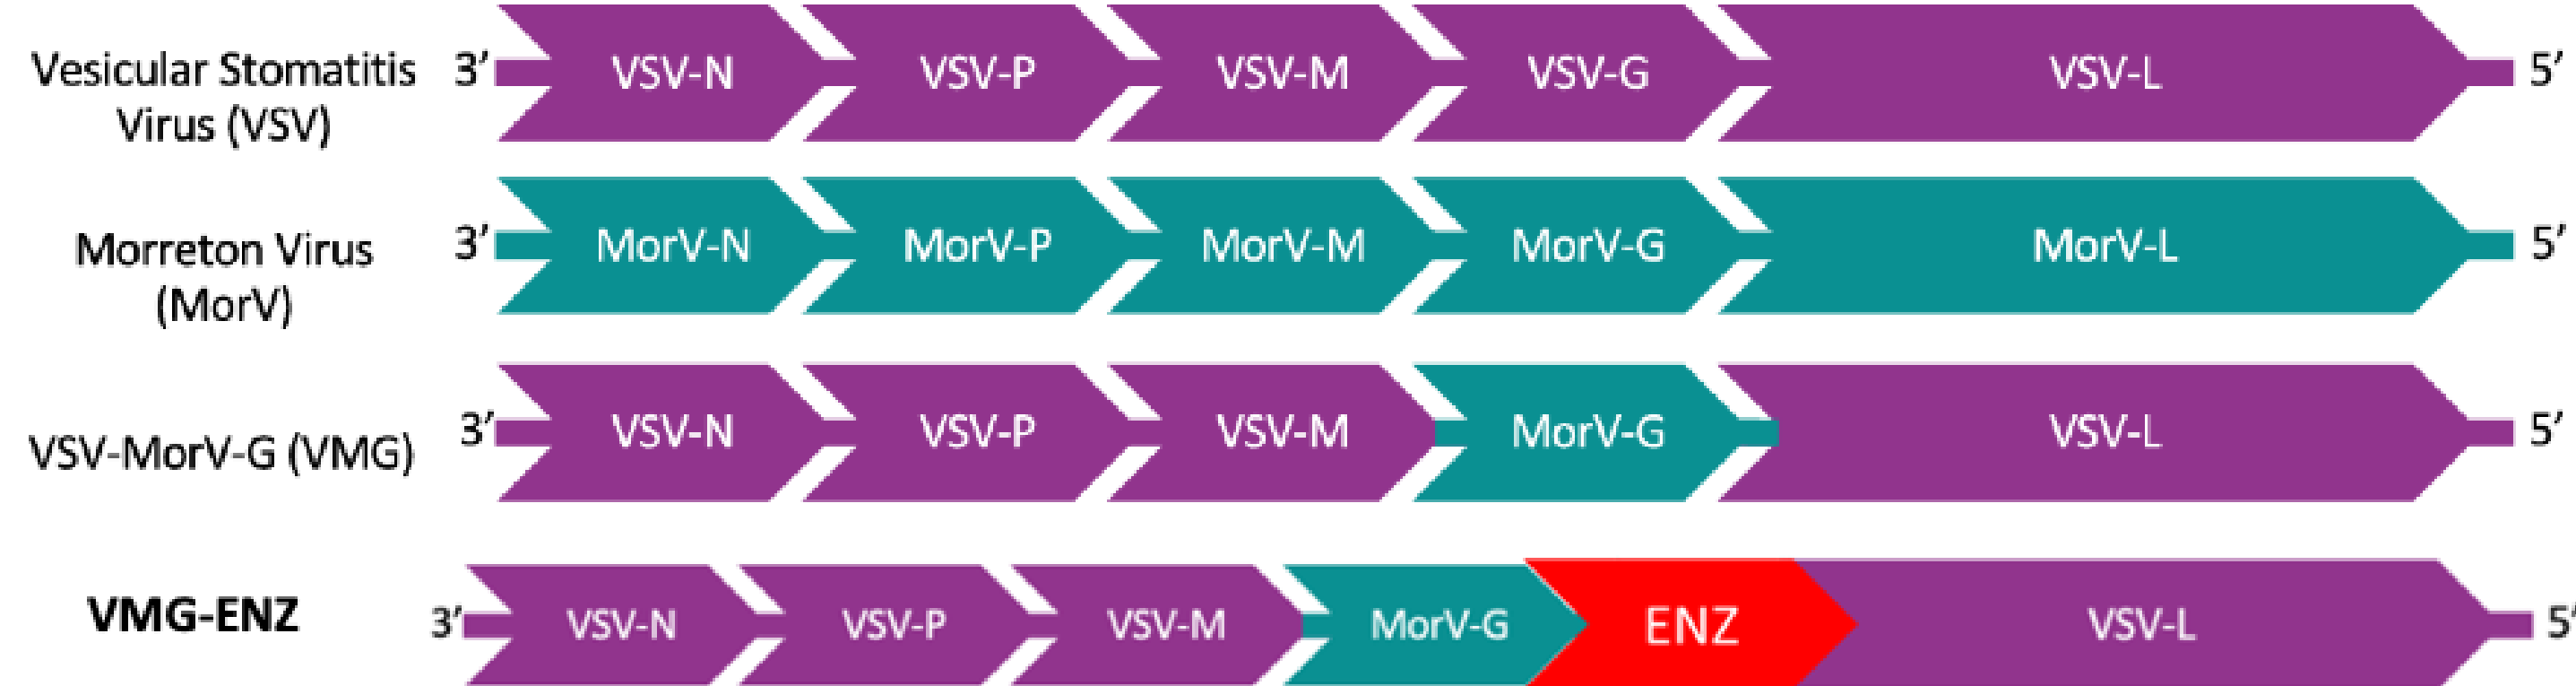 Vesicular Stomatitis
Virus (VSV)
3′ VSV-N VSV-P VSV-M VSV-G VSV-L 5′
Morreton Virus
(MorV)
3′ MorV-N MorV-P MorV-M MorV-G MorV-L 5′
VSV-MorV-G (VMG)
3′ VSV-N VSV-P VSV-M MorV-G VSV-L 5′
VMG-ENZ
3′ VSV-N VSV-P VSV-M MorV-G ENZ VSV-L 5′